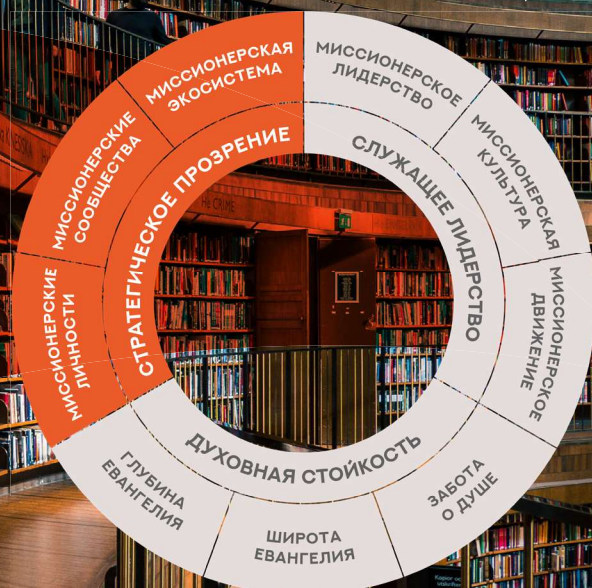 МИССИОНЕРСКАЯ
ЭКОСИСТЕМА
МИССИОНЕРСКОЕ
ЛИДЕРСТВО
МИССИОНЕРСКИЕ
СООБЩЕСТВА
СТРАТЕГИЧЕСКОЕ ПРОЗРЕНИЕ
СЛУЖАЩЕЕ ЛИДЕРСТВО
МИССИОНЕРСКАЯ
КУЛЬТУРА
МИССИОНЕРСКИЕ
ЛИЧНОСТИ
МИССИОНЕРСКОЕ
ДВИЖЕНИЕ
ДУХОВНАЯ СТОЙКОСТЬ
ГЛУБИНА
ЕВАНГЕЛИЯ
ШИРОТА
ЕВАНГЕЛИЯ
ЗАБОТА
О ДУШЕ